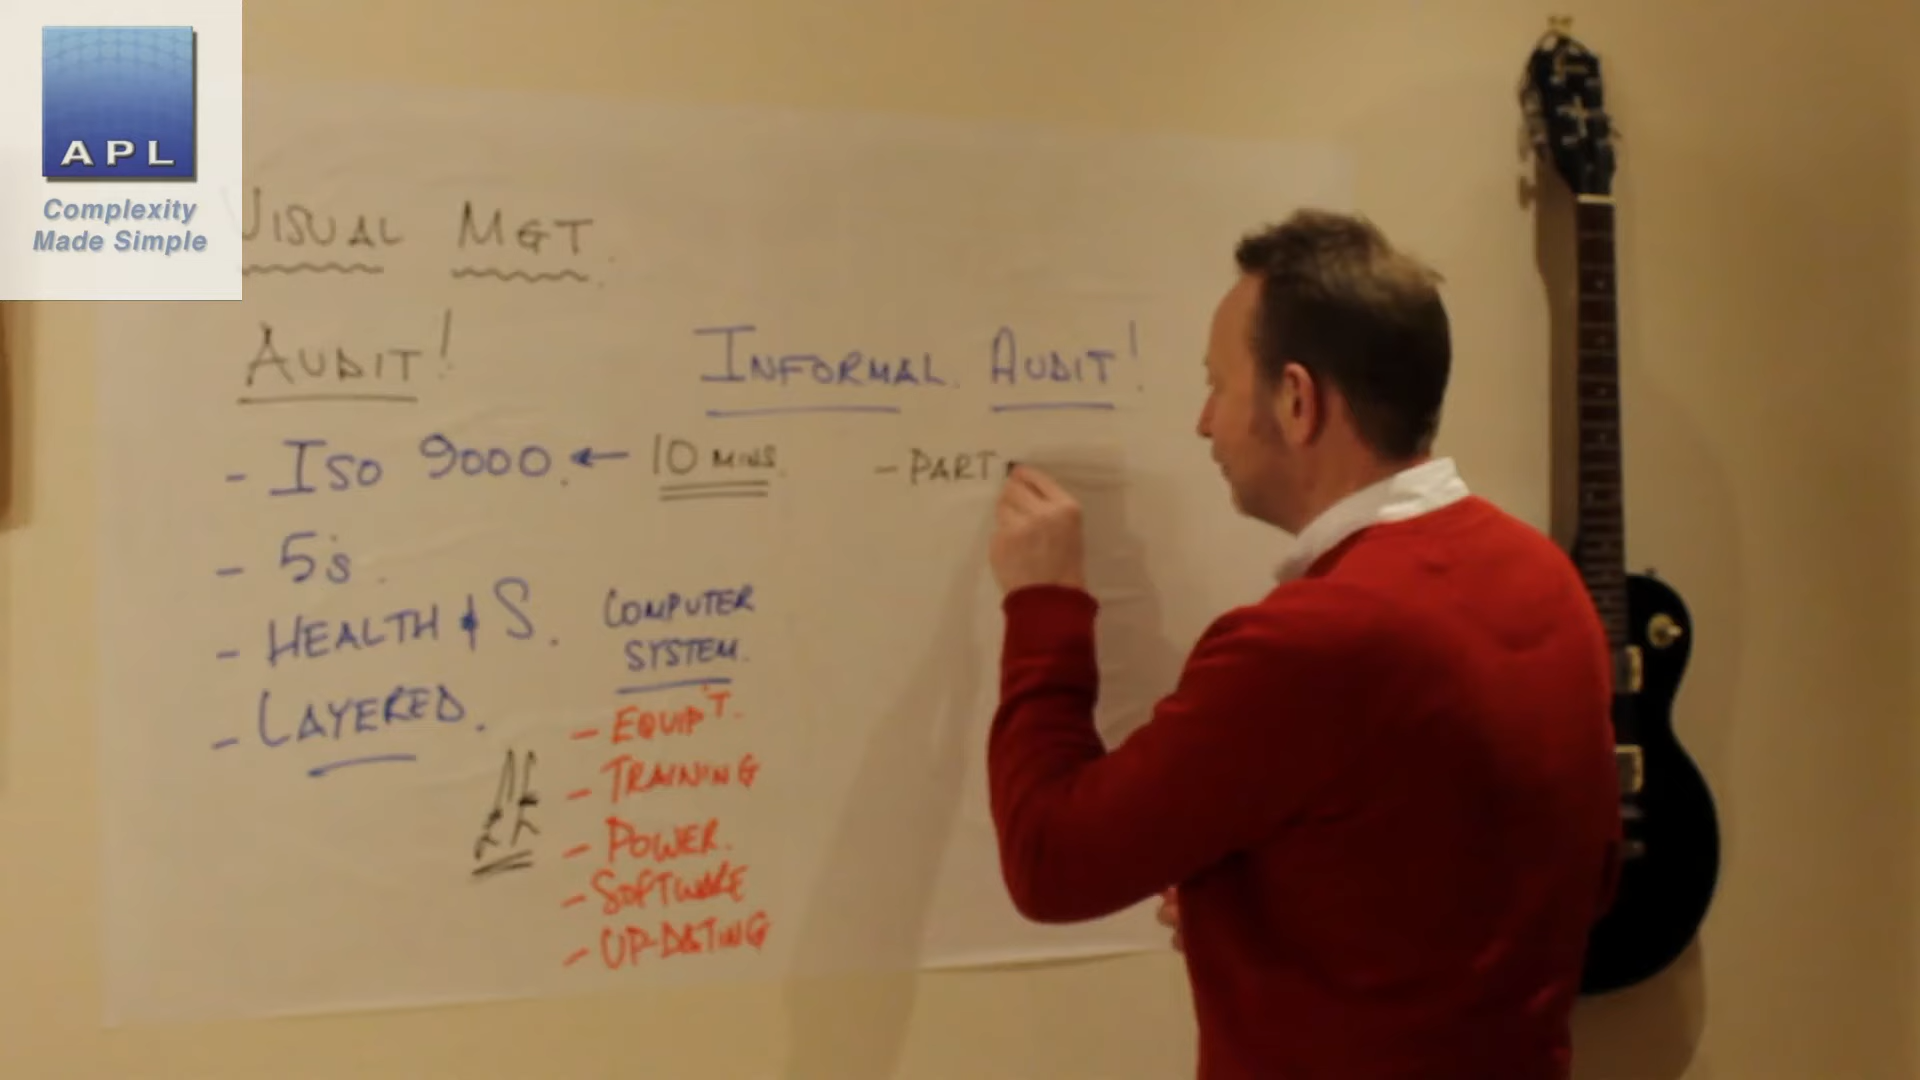 APL
Complexity
Made Simple
VISUAL MGT.
AUDIT!
- ISO 9000. ← 10 MINS.
- 5's.
- HEALTH & S.
- LAYERED.
COMPUTER
SYSTEM.
- EQUIP'T.
- TRAINING
- POWER.
- SOFTWARE
- UP-DATING
INFORMAL AUDIT!
- PART